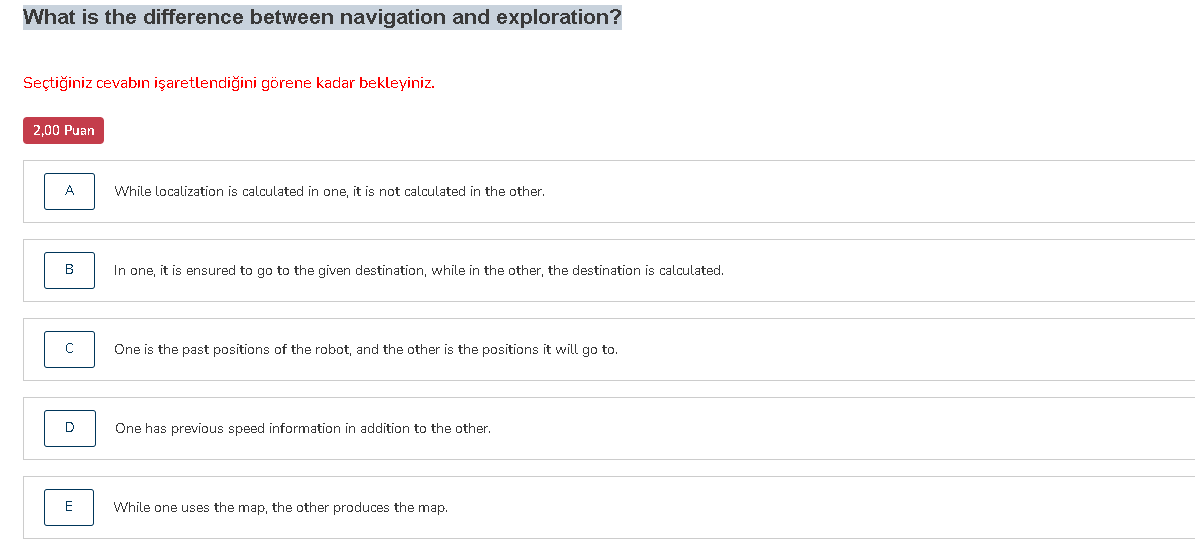 What is the difference between navigation and exploration?
Seçtiğiniz cevabın işaretlendiğini görene kadar bekleyiniz.
2,00 Puan
A While localization is calculated in one, it is not calculated in the other.
B In one, it is ensured to go to the given destination, while in the other, the destination is calculated.
C One is the past positions of the robot, and the other is the positions it will go to.
D One has previous speed information in addition to the other.
E While one uses the map, the other produces the map.